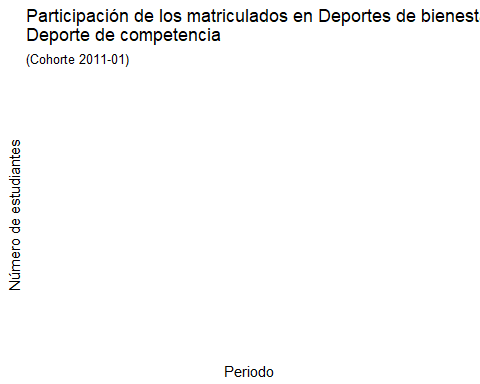 Participación de los matriculados en Deportes de bienest
Deporte de competencia
(Cohorte 2011-01)
Número de estudiantes
Periodo